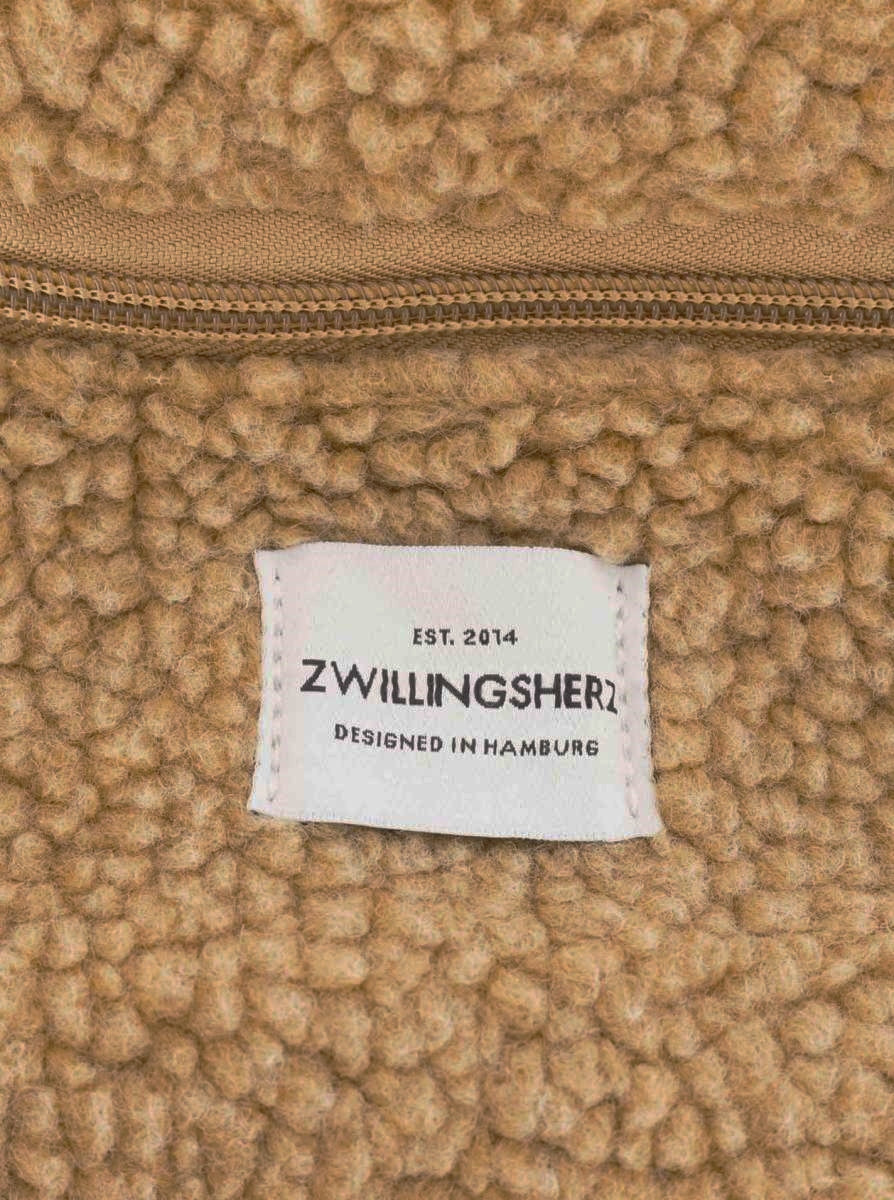 EST. 2014
ZWILLINGSHERZ
DESIGNED IN HAMBURG